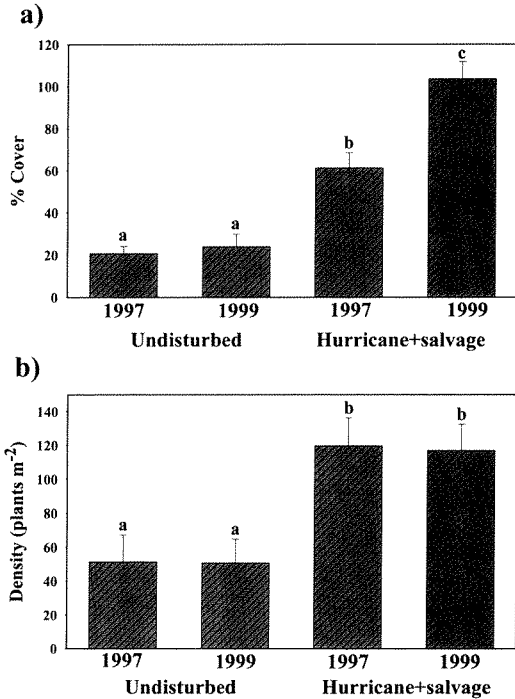 a)
120
100
80
60
40
20
0
% Cover
a
a
b
c
1997 1999 1997 1999
Undisturbed Hurricane+salvage
b)
140
120
100
80
60
40
20
0
Density (plants m⁻²)
a
a
b
b
1997 1999 1997 1999
Undisturbed Hurricane+salvage